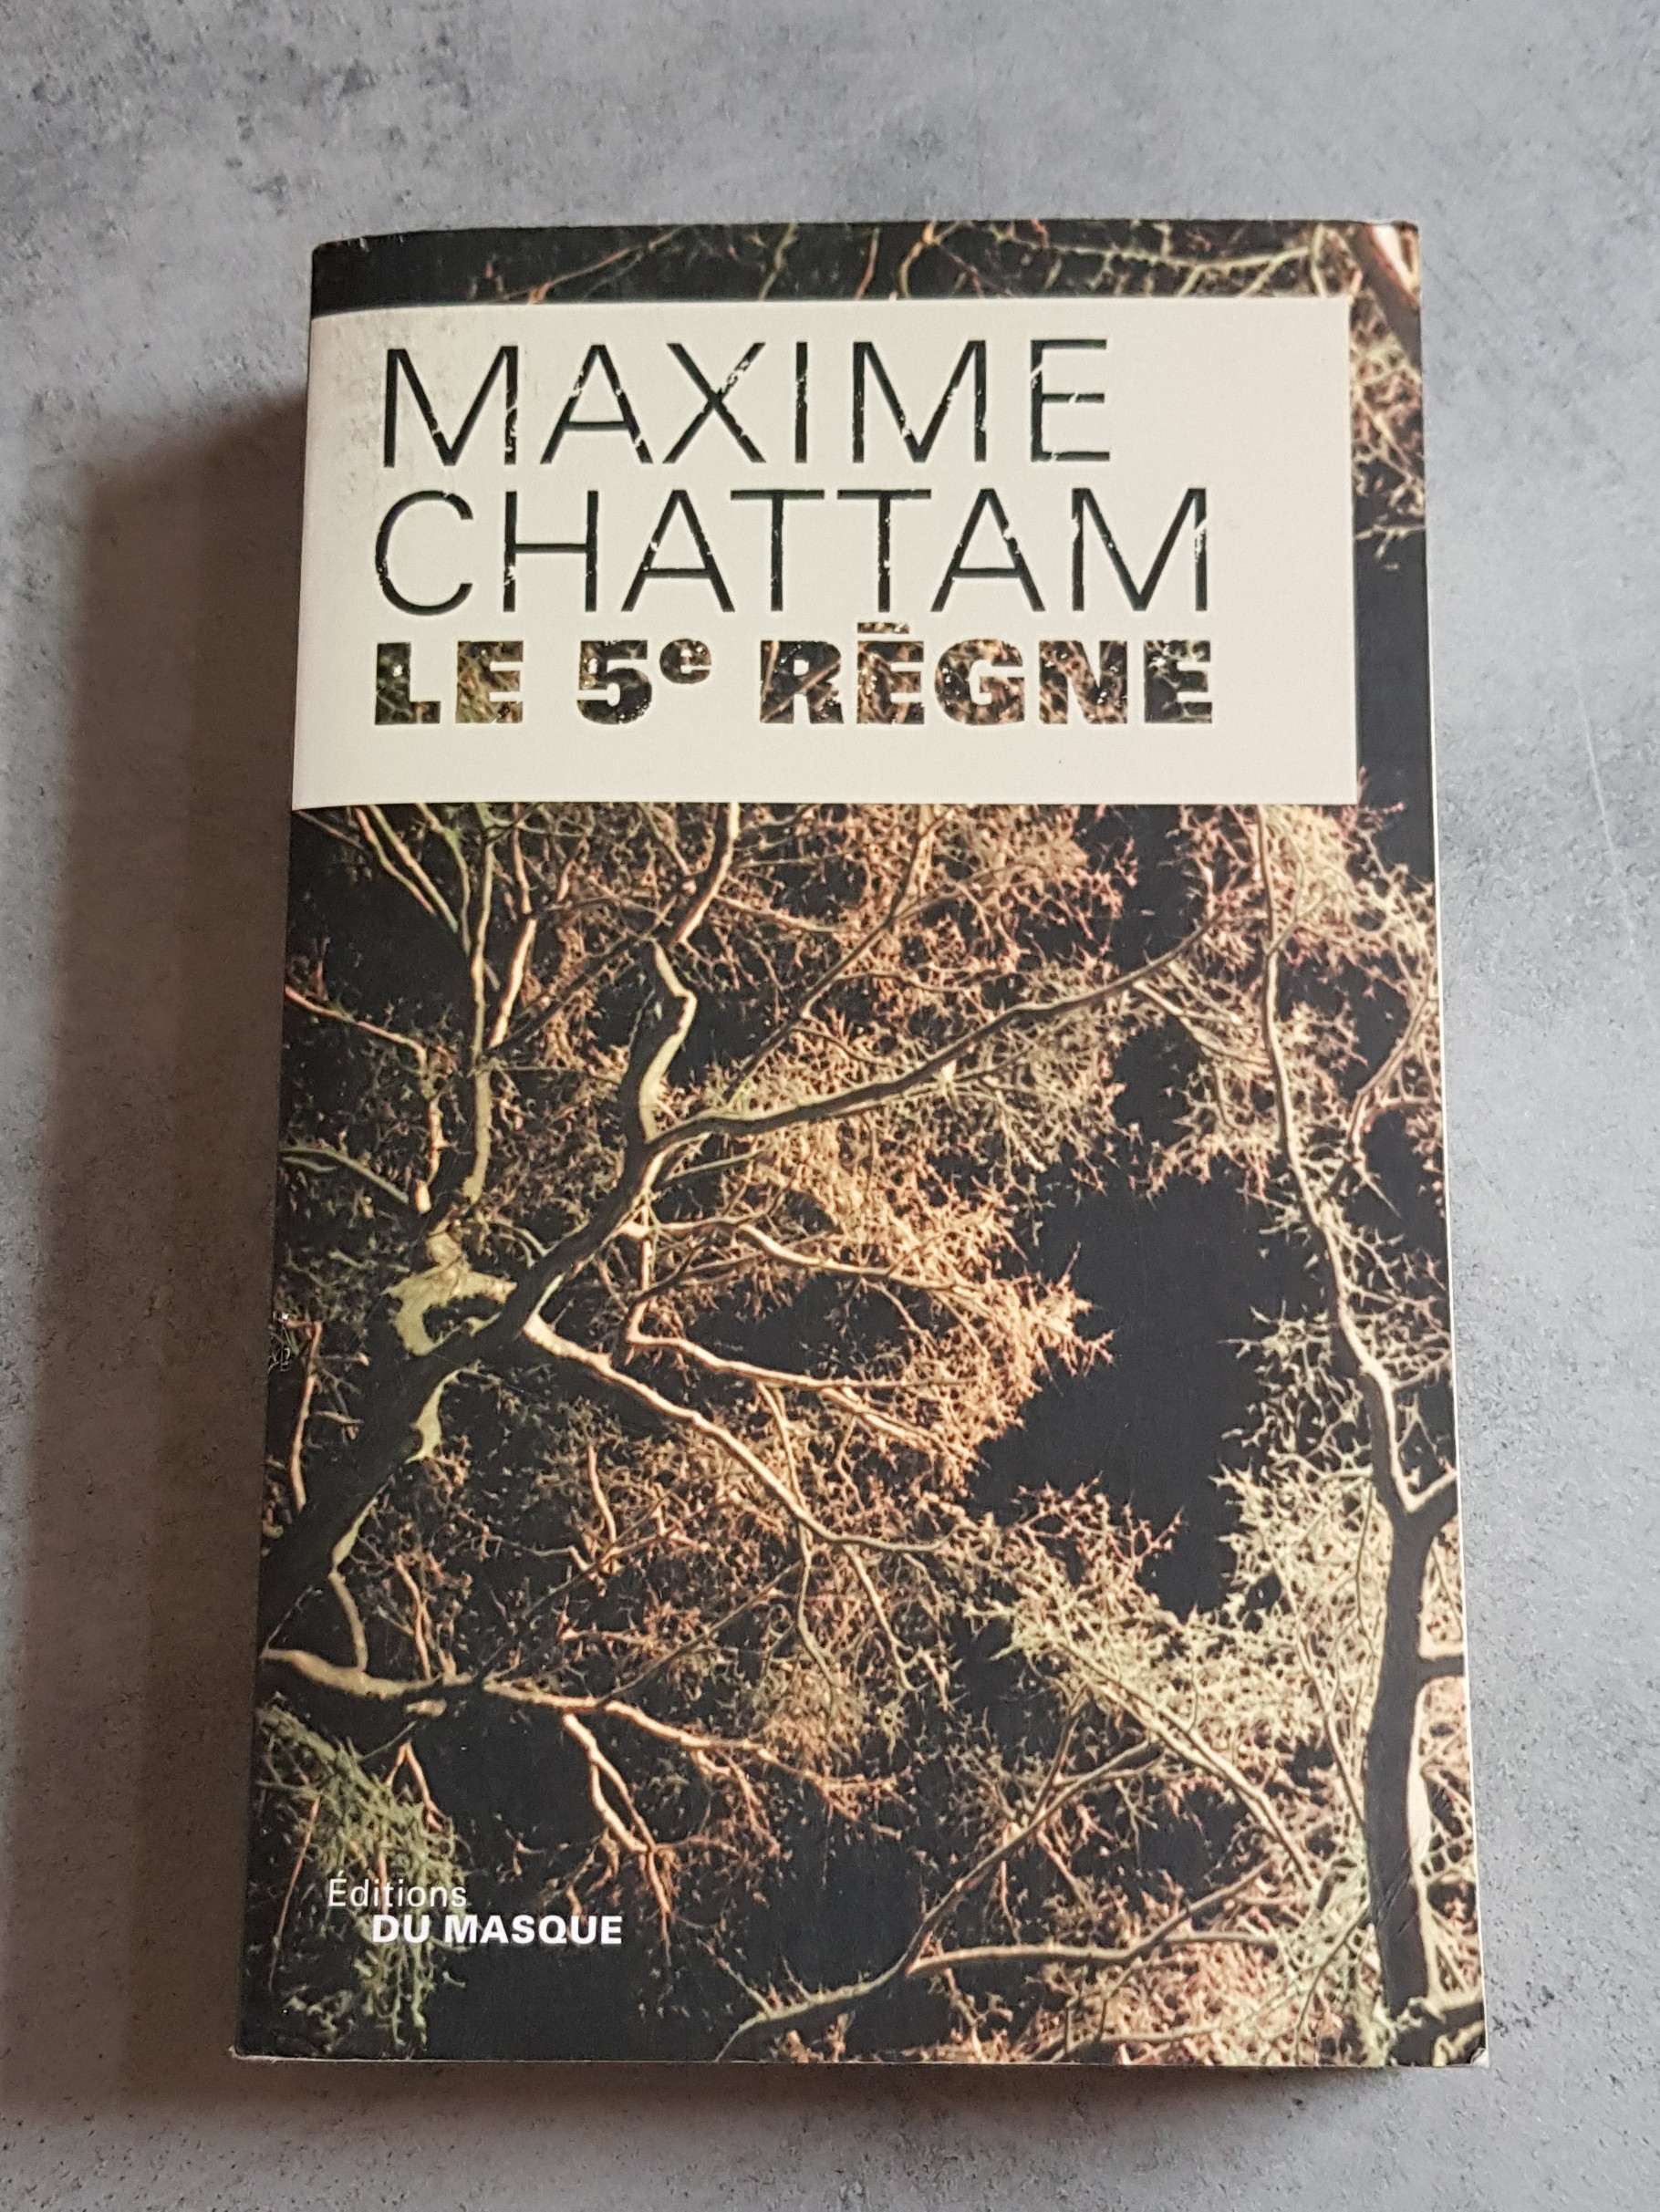 MAXIME
CHATTAM
LE 5e RÈGNE
Éditions
DU MASQUE